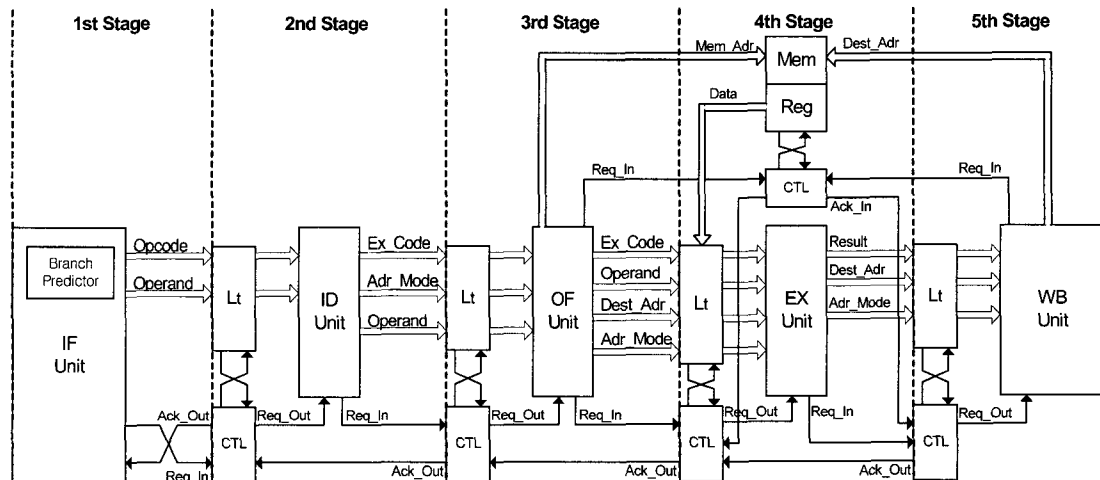 1st Stage
2nd Stage
3rd Stage
4th Stage
5th Stage
Mem_Adr
Mem
Dest_Adr
Data
Reg
Req_In
CTL
Req_In
Ack_In
Branch
Predictor
IF
Unit
Opcode
Operand
Lt
ID
Unit
Ex_Code
Adr_Mode
Operand
Lt
OF
Unit
Ex_Code
Operand
Dest_Adr
Adr_Mode
Lt
EX
Unit
Result
Dest_Adr
Adr_Mode
Lt
WB
Unit
Ack_Out
Req_In
CTL
Req_Out
Req_In
Ack_Out
CTL
Req_Out
Req_In
Ack_Out
CTL
Req_Out
Req_In
Ack_Out
CTL
Req_Out